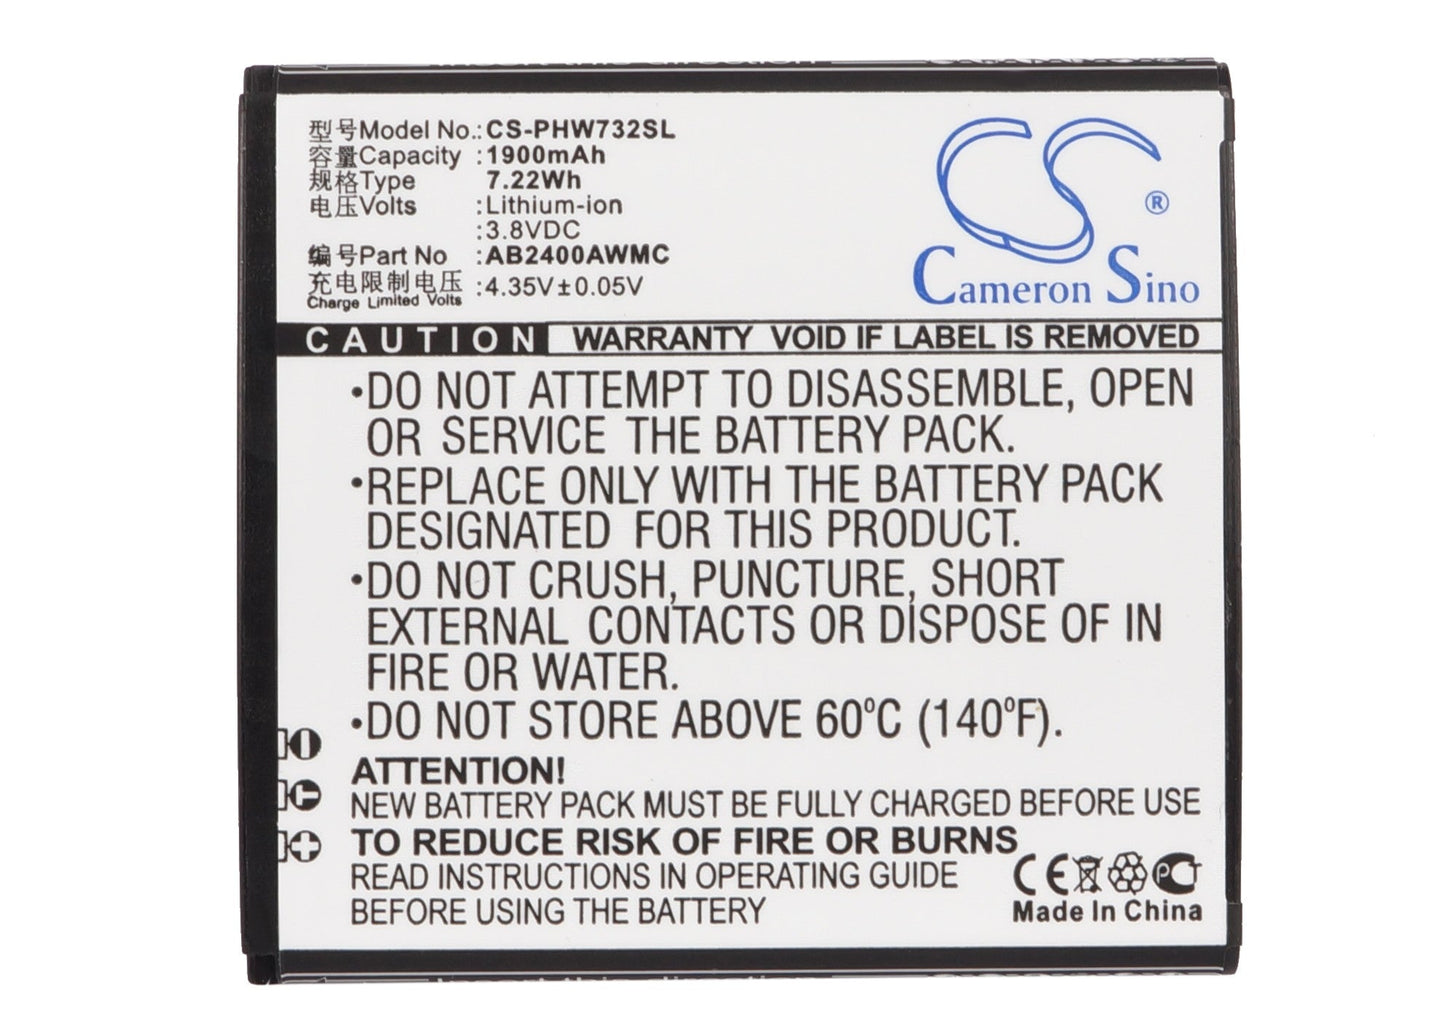 型号Model No.:CS-PHW732SL
容量Capacity :1900mAh
规格Type 7.22Wh
电压Volts :Lithium-ion
:3.8VDC
编号Part No :AB2400AWMC
充电限制电压 :4.35V±0.05V
Charge Limited Volts
CS ®
Cameron Sino
CAUTION WARRANTY VOID IF LABEL IS REMOVED
•DO NOT ATTEMPT TO DISASSEMBLE, OPEN
OR SERVICE THE BATTERY PACK.
•REPLACE ONLY WITH THE BATTERY PACK
DESIGNATED FOR THIS PRODUCT.
•DO NOT CRUSH, PUNCTURE, SHORT
EXTERNAL CONTACTS OR DISPOSE OF IN
FIRE OR WATER.
•DO NOT STORE ABOVE 60°C (140°F).
ATTENTION!
NEW BATTERY PACK MUST BE FULLY CHARGED BEFORE USE
TO REDUCE RISK OF FIRE OR BURNS
READ INSTRUCTIONS IN OPERATING GUIDE
BEFORE USING THE BATTERY
CE
Made In China